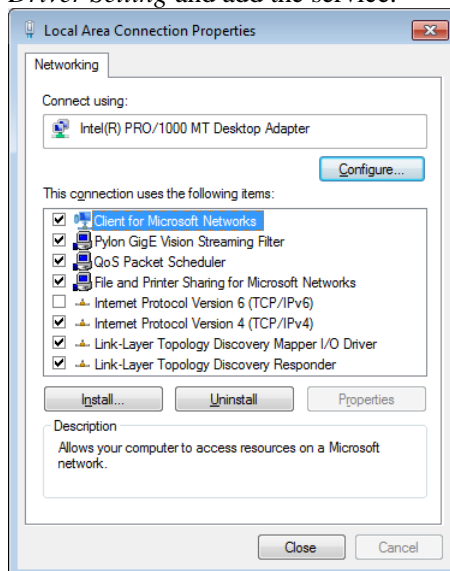 Driver Setting and add the service.
Local Area Connection Properties
Networking
Connect using:
Intel(R) PRO/1000 MT Desktop Adapter
Configure...
This connection uses the following items:
Client for Microsoft Networks
Pylon GigE Vision Streaming Filter
QoS Packet Scheduler
File and Printer Sharing for Microsoft Networks
Internet Protocol Version 6 (TCP/IPv6)
Internet Protocol Version 4 (TCP/IPv4)
Link-Layer Topology Discovery Mapper I/O Driver
Link-Layer Topology Discovery Responder
Install... Uninstall Properties
Description
Allows your computer to access resources on a Microsoft
network.
Close Cancel